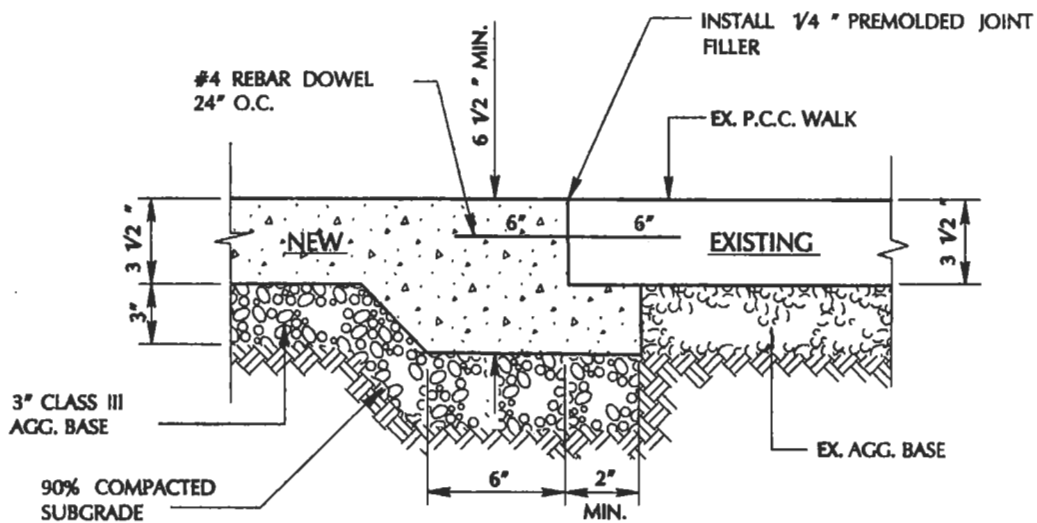 INSTALL 1/4 " PREMOLDED JOINT
FILLER
#4 REBAR DOWEL
24" O.C.
6 1/2 " MIN.
EX. P.C.C. WALK
3 1/2 "
NEW
6"
6"
EXISTING
3 1/2 "
3"
3" CLASS III
AGG. BASE
EX. AGG. BASE
90% COMPACTED
SUBGRADE
6"
2"
MIN.